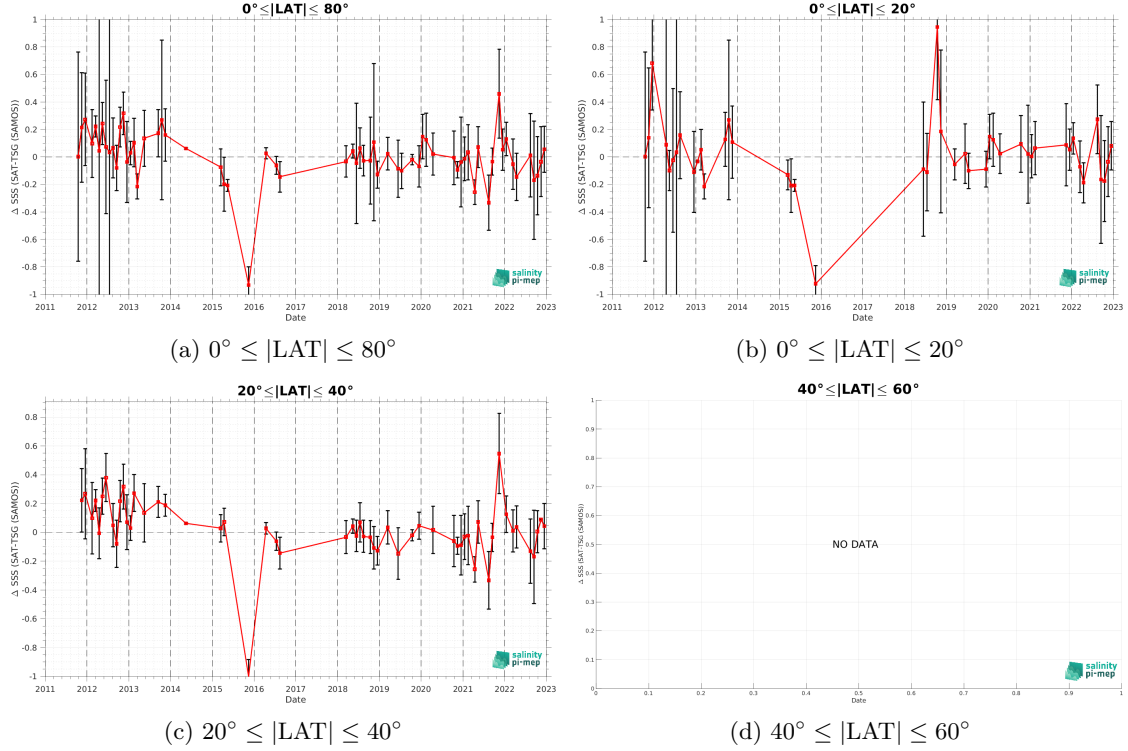 0°≤|LAT|≤ 80°
1
0.8
0.6
0.4
0.2
0
-0.2
-0.4
-0.6
-0.8
-1
Δ SSS (SAT-TSG (SAMOS))
2011 2012 2013 2014 2015 2016 2017 2018 2019 2020 2021 2022 2023
Date
salinity
pi-mep
(a) 0° ≤ |LAT| ≤ 80°
0°≤|LAT|≤ 20°
1
0.8
0.6
0.4
0.2
0
-0.2
-0.4
-0.6
-0.8
-1
Δ SSS (SAT-TSG (SAMOS))
2011 2012 2013 2014 2015 2016 2017 2018 2019 2020 2021 2022 2023
Date
salinity
pi-mep
(b) 0° ≤ |LAT| ≤ 20°
20°≤|LAT|≤ 40°
0.8
0.6
0.4
0.2
0
-0.2
-0.4
-0.6
-0.8
-1
Δ SSS (SAT-TSG (SAMOS))
2011 2012 2013 2014 2015 2016 2017 2018 2019 2020 2021 2022 2023
Date
salinity
pi-mep
(c) 20° ≤ |LAT| ≤ 40°
40°≤|LAT|≤ 60°
1
0.9
0.8
0.7
0.6
0.5
0.4
0.3
0.2
0.1
0
Δ SSS (SAT-TSG (SAMOS))
NO DATA
0 0.1 0.2 0.3 0.4 0.5 0.6 0.7 0.8 0.9 1
Date
salinity
pi-mep
(d) 40° ≤ |LAT| ≤ 60°